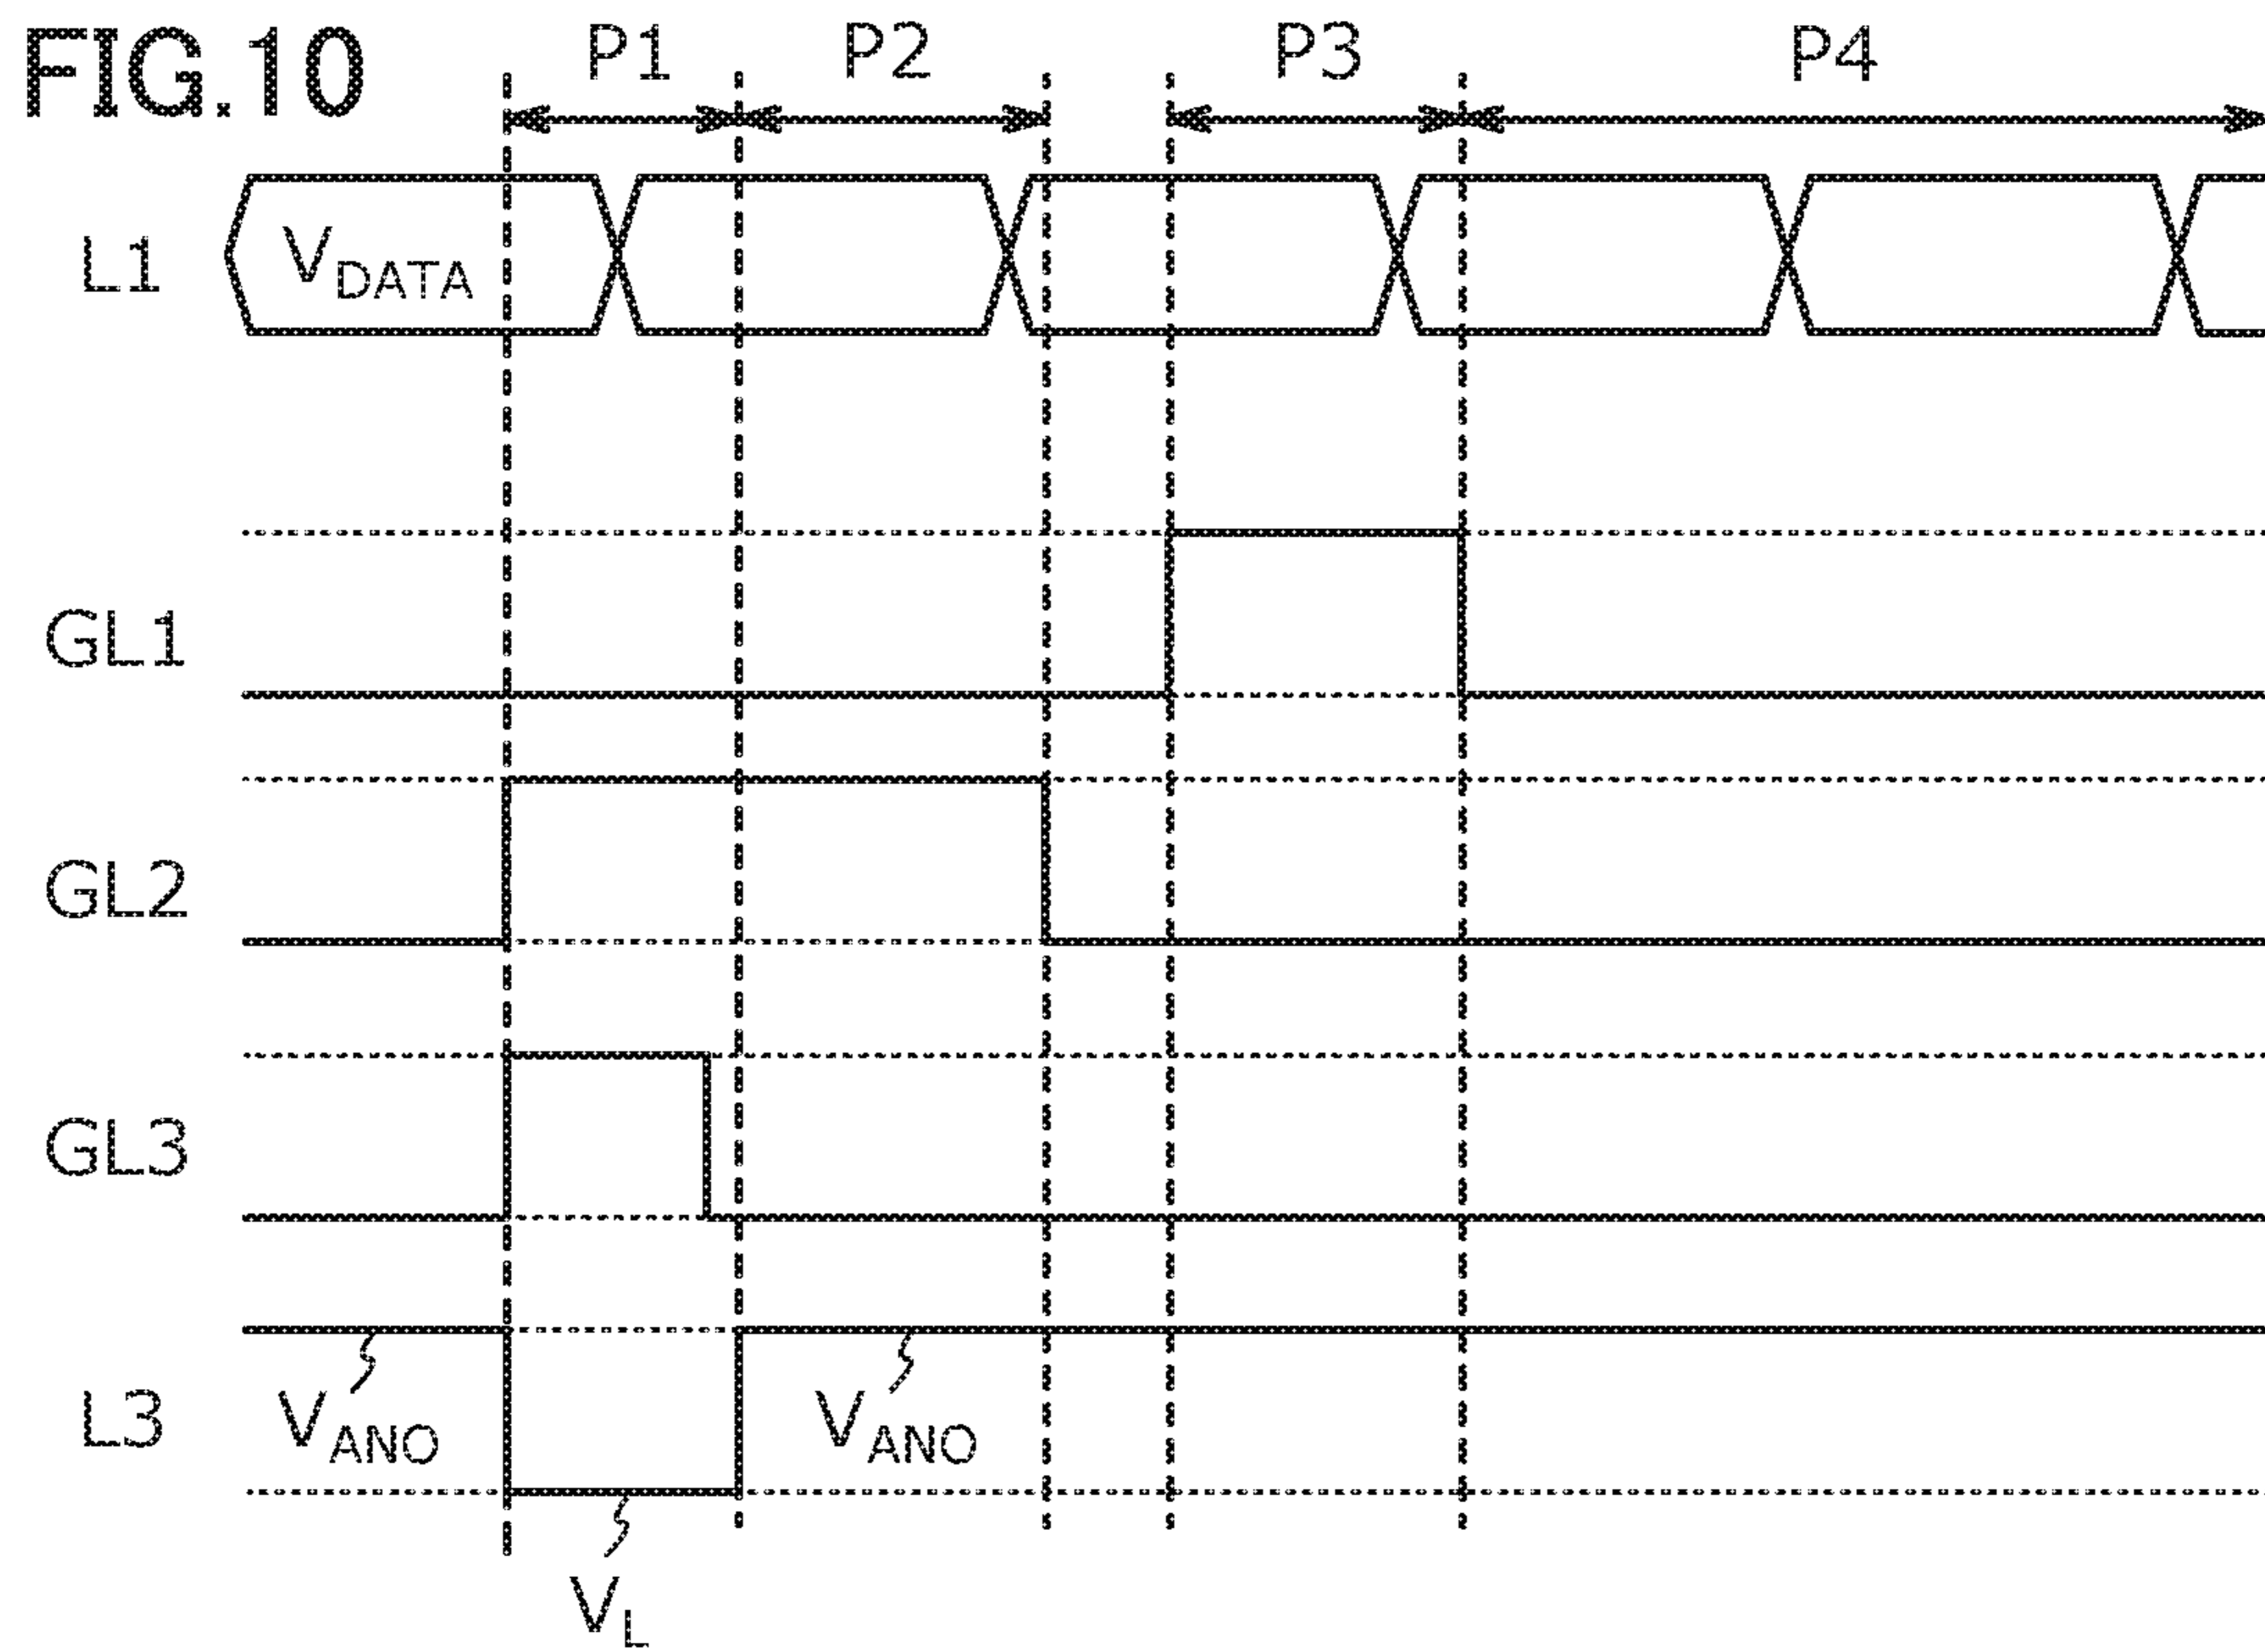 FIG.10
P1 P2 P3 P4
L1 VDATA
GL1
GL2
GL3
L3 VANO VANO
VL